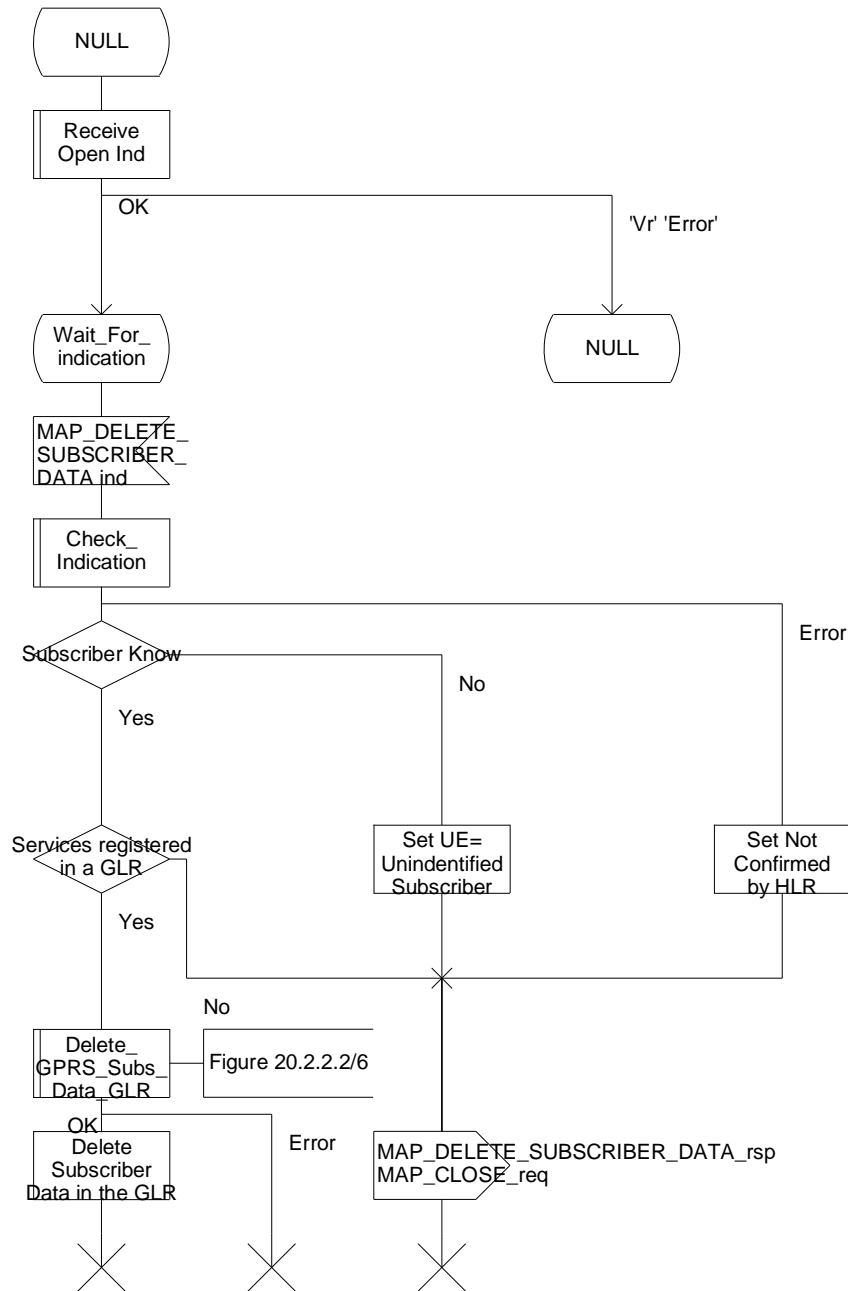 NULL
Receive
Open Ind
OK
'Vr' 'Error'
Wait_For_
indication
NULL
MAP_DELETE_
SUBSCRIBER_
DATA ind
Check_
Indication
Error
Subscriber Know
No
Yes
Services registered
in a GLR
Set UE=
Unindentified
Subscriber
Set Not
Confirmed
by HLR
Yes
No
Delete_
GPRS_Subs_
Data_GLR
Figure 20.2.2.2/6
OK
Error
Delete
Subscriber
Data in the GLR
MAP_DELETE_SUBSCRIBER_DATA_rsp
MAP_CLOSE_req